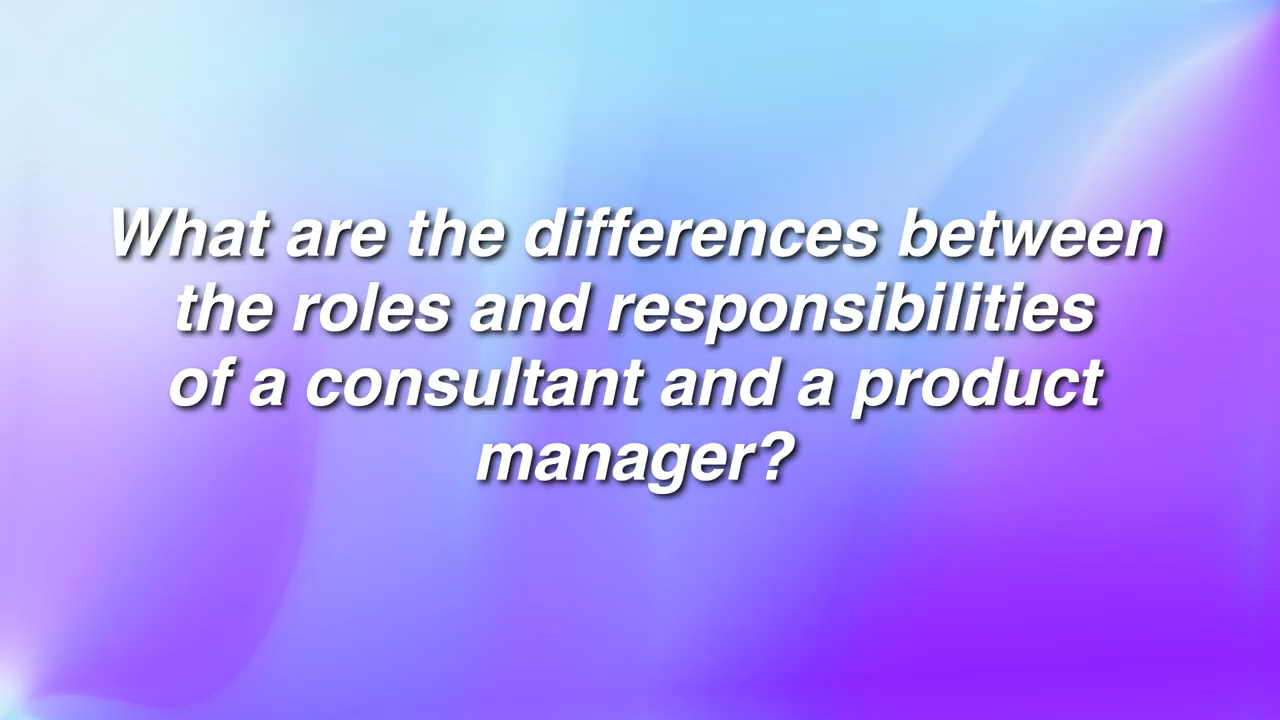 What are the differences between
the roles and responsibilities
of a consultant and a product
manager?